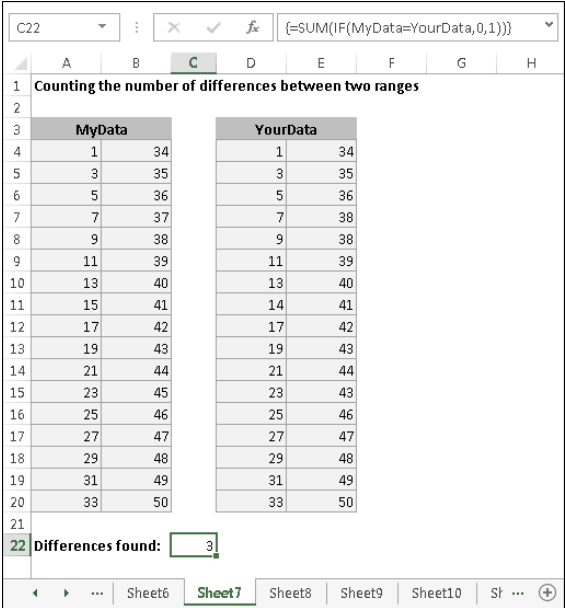 C22 fx {=SUM(IF(MyData=YourData,0,1))}
A B C D E F G H
1 Counting the number of differences between two ranges
2
3 MyData YourData
4 1 34 1 34
5 3 35 3 35
6 5 36 5 36
7 7 37 7 38
8 9 38 9 38
9 11 39 11 39
10 13 40 13 40
11 15 41 14 41
12 17 42 17 42
13 19 43 19 43
14 21 44 21 44
15 23 45 23 43
16 25 46 25 46
17 27 47 27 47
18 29 48 29 48
19 31 49 31 49
20 33 50 33 50
21
22 Differences found: 3
... Sheet6 Sheet7 Sheet8 Sheet9 Sheet10 Sh ...